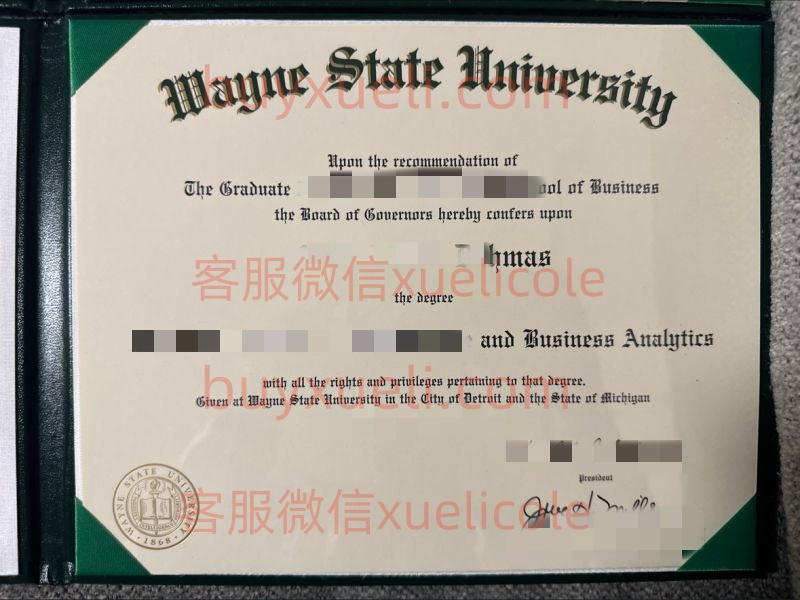 Wayne State University
buyxueli.com
Upon the recommendation of
The Graduate ool of Business
the Board of Governors hereby confers upon
hmas
客服微信xuelicole
the degree
and Business Analytics
with all the rights and privileges pertaining to that degree.
buyxueli.com
Given at Wayne State University in the City of Detroit and the State of Michigan
President
WAYNE STATE UNIVERSITY
1868
客服微信xuelicole